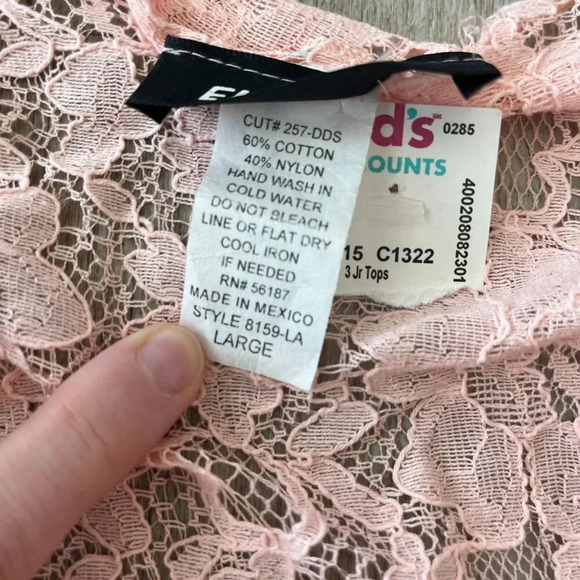 CUT# 257-DDS
60% COTTON
40% NYLON
HAND WASH IN
COLD WATER
DO NOT BLEACH
LINE OR FLAT DRY
COOL IRON
IF NEEDED
RN# 56187
MADE IN MEXICO
STYLE 8159-LA
LARGE
d's℠ 0285
OUNTS
400208082301
15 C1322
3 Jr Tops